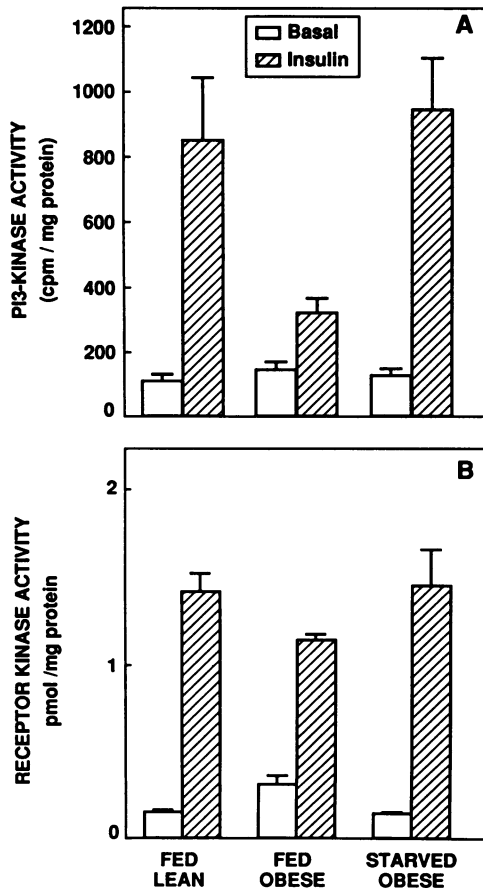 A
Basal
Insulin
PI3-KINASE ACTIVITY
(cpm / mg protein)
1200
1000
800
600
400
200
0
B
RECEPTOR KINASE ACTIVITY
pmol /mg protein
2
1
0
FED
LEAN
FED
OBESE
STARVED
OBESE